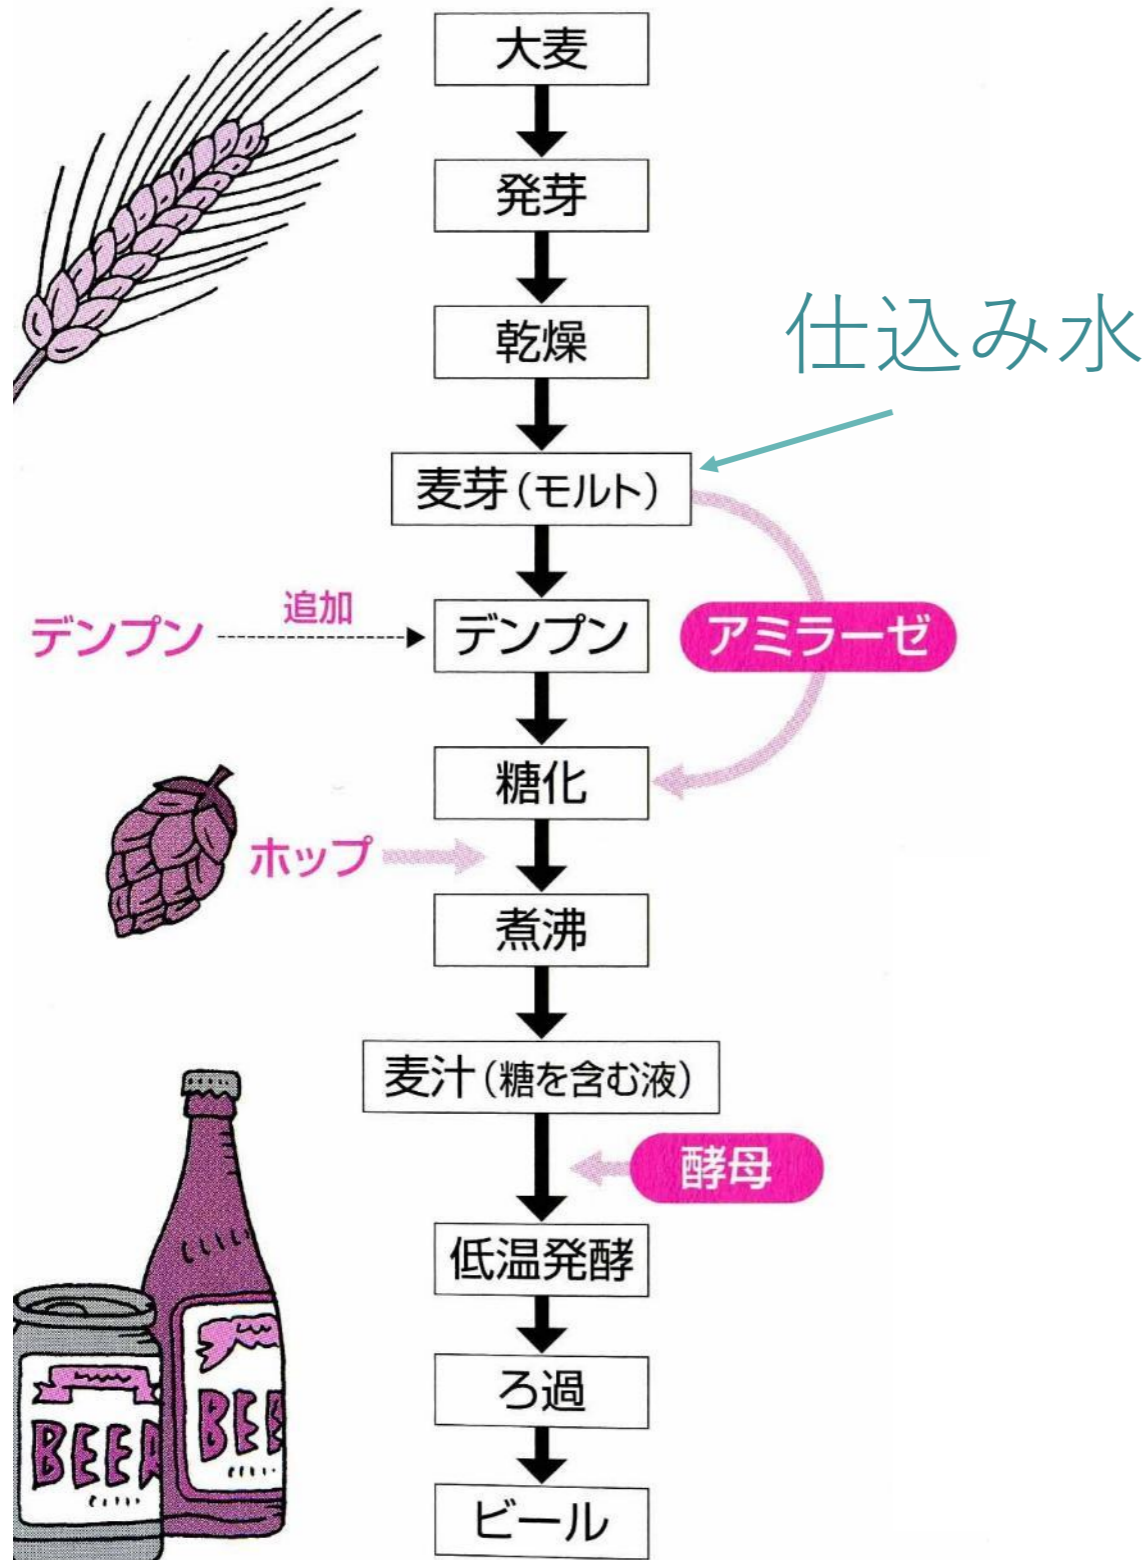 大麦
発芽
乾燥
仕込み水
麦芽(モルト)
デンプン
追加
デンプン
アミラーゼ
糖化
ホップ
煮沸
麦汁(糖を含む液)
酵母
低温発酵
ろ過
ビール
BEER
BEE